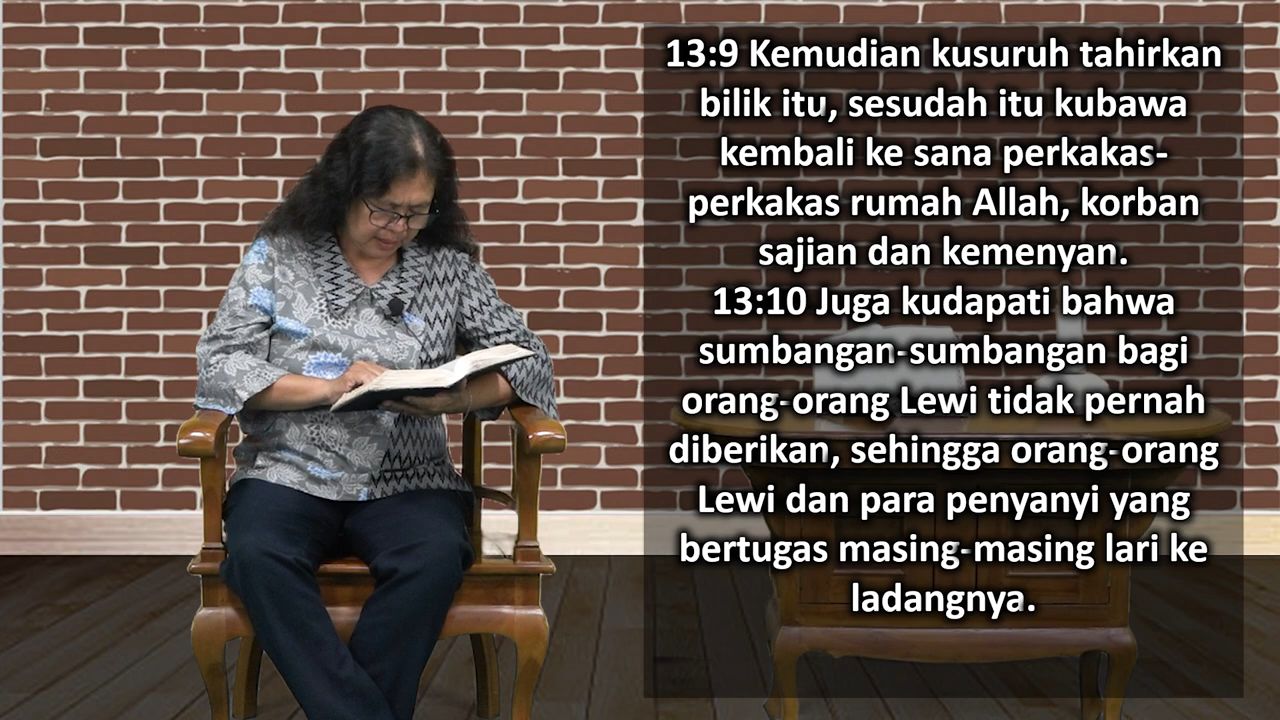 13:9 Kemudian kusuruh tahirkan
bilik itu, sesudah itu kubawa
kembali ke sana perkakas-
perkakas rumah Allah, korban
sajian dan kemenyan.
13:10 Juga kudapati bahwa
sumbangan-sumbangan bagi
orang-orang Lewi tidak pernah
diberikan, sehingga orang-orang
Lewi dan para penyanyi yang
bertugas masing-masing lari ke
ladangnya.